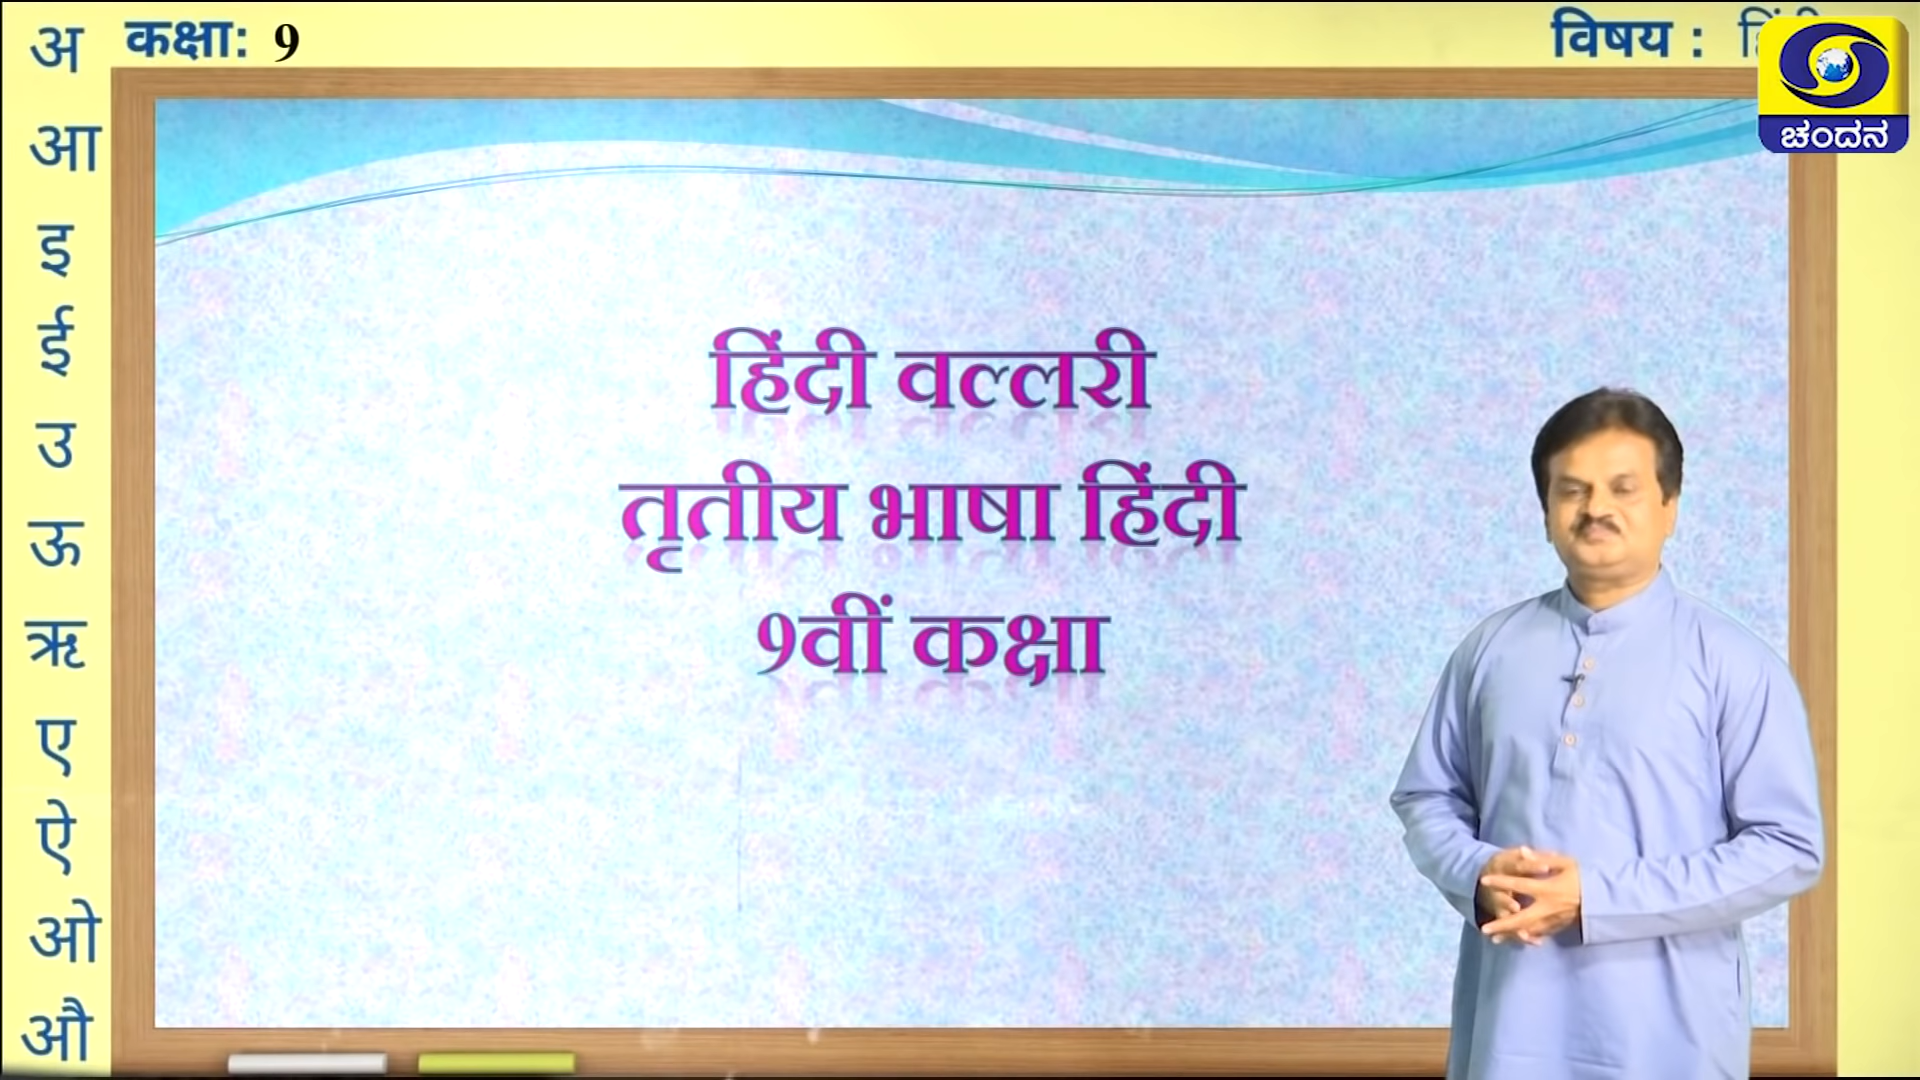 कक्षा: 9
विषय :
ಚಂದನ
अ
आ
इ
ई
उ
ऊ
ऋ
ए
ऐ
ओ
औ
हिंदी वल्लरी
तृतीय भाषा हिंदी
9वीं कक्षा